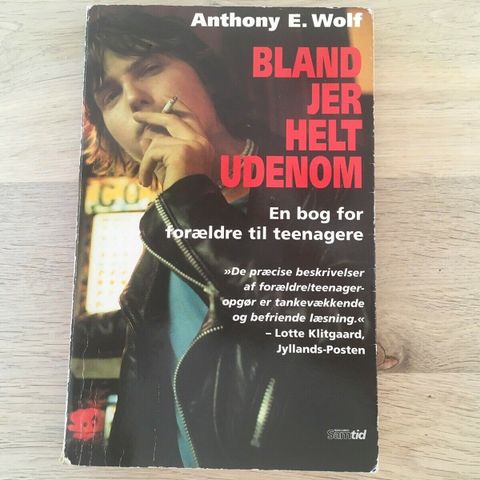 Anthony E. Wolf
BLAND
JER
HELT
UDENOM
En bog for
forældre til teenagere
»De præcise beskrivelser
af forældre/teenager-
opgør er tankevækkende
og befriende læsning.«
– Lotte Klitgaard,
Jyllands-Posten
samtid